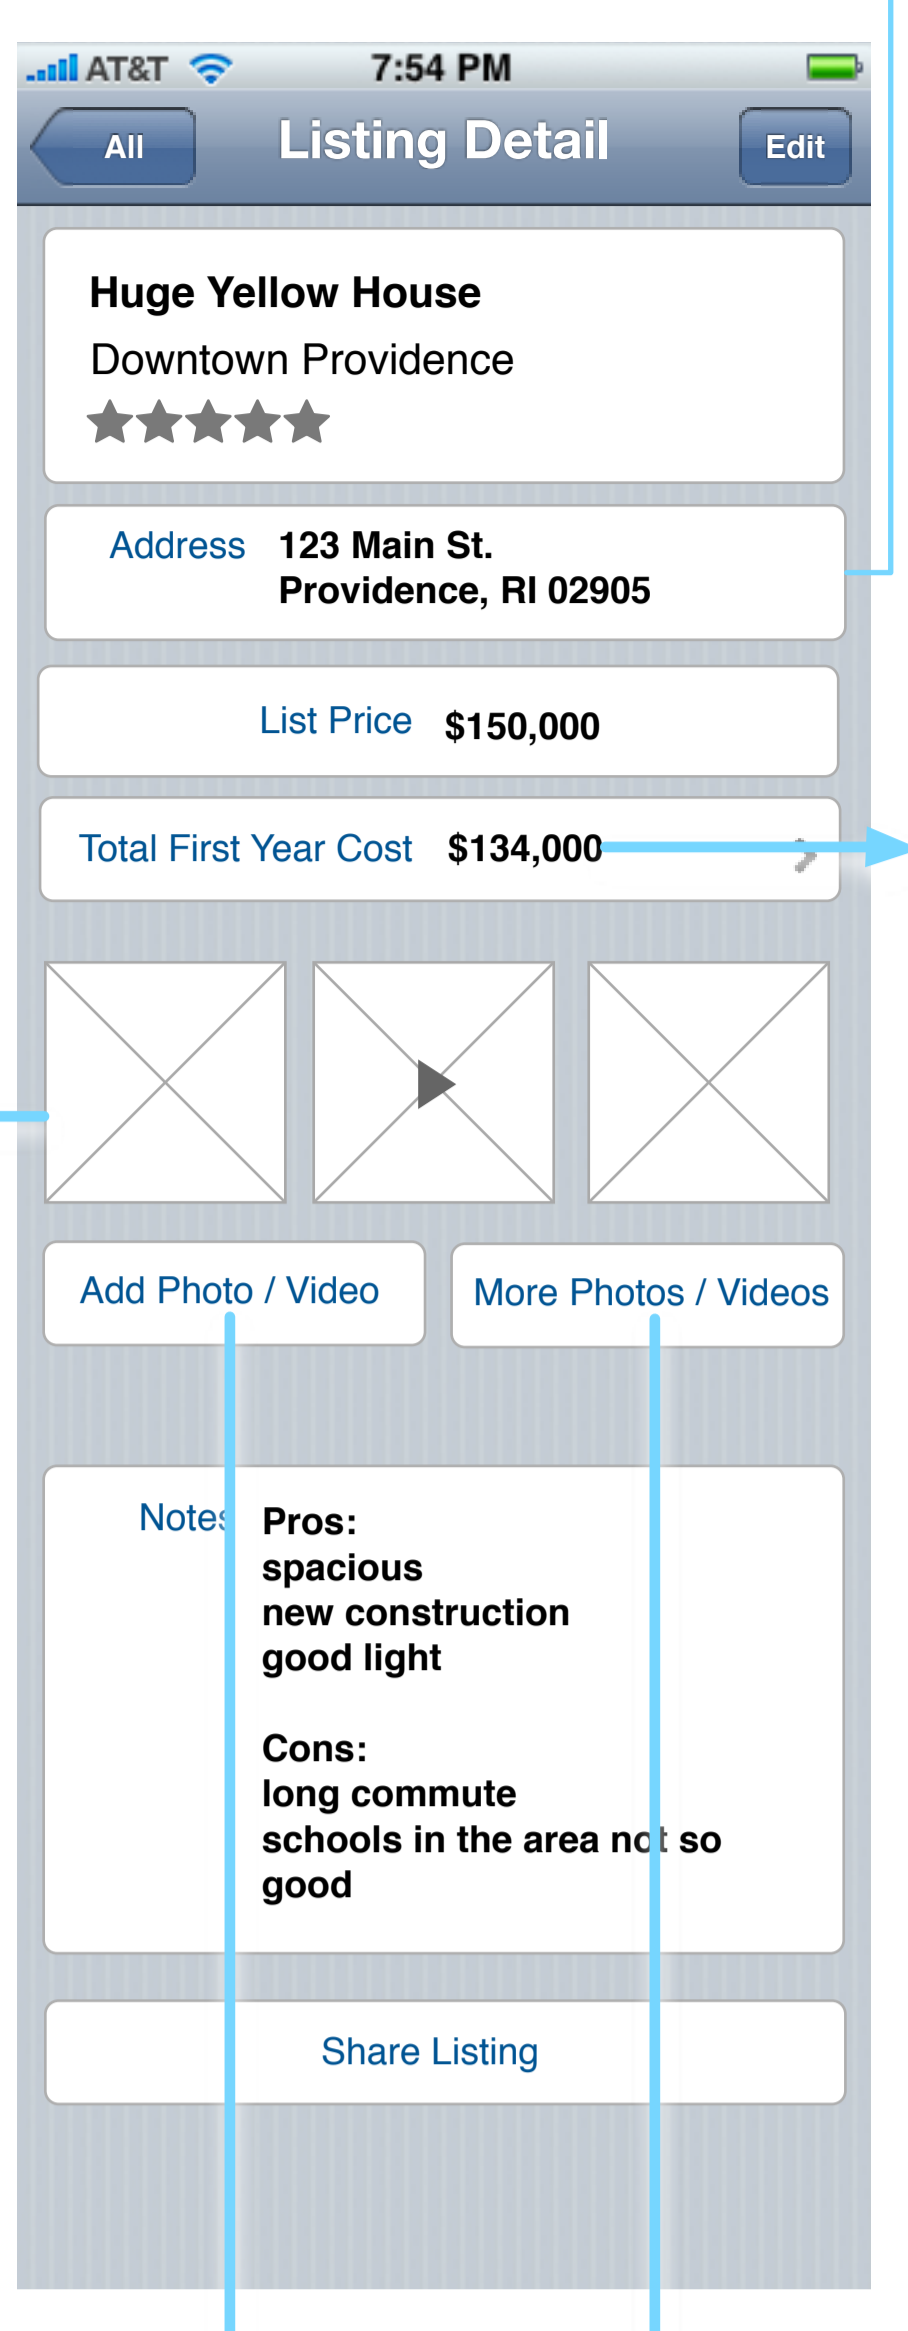 AT&T 7:54 PM
All Listing Detail Edit
Huge Yellow House
Downtown Providence
Address 123 Main St.
Providence, RI 02905
List Price $150,000
Total First Year Cost $134,000
Add Photo / Video More Photos / Videos
Notes Pros:
spacious
new construction
good light
Cons:
long commute
schools in the area not so
good
Share Listing